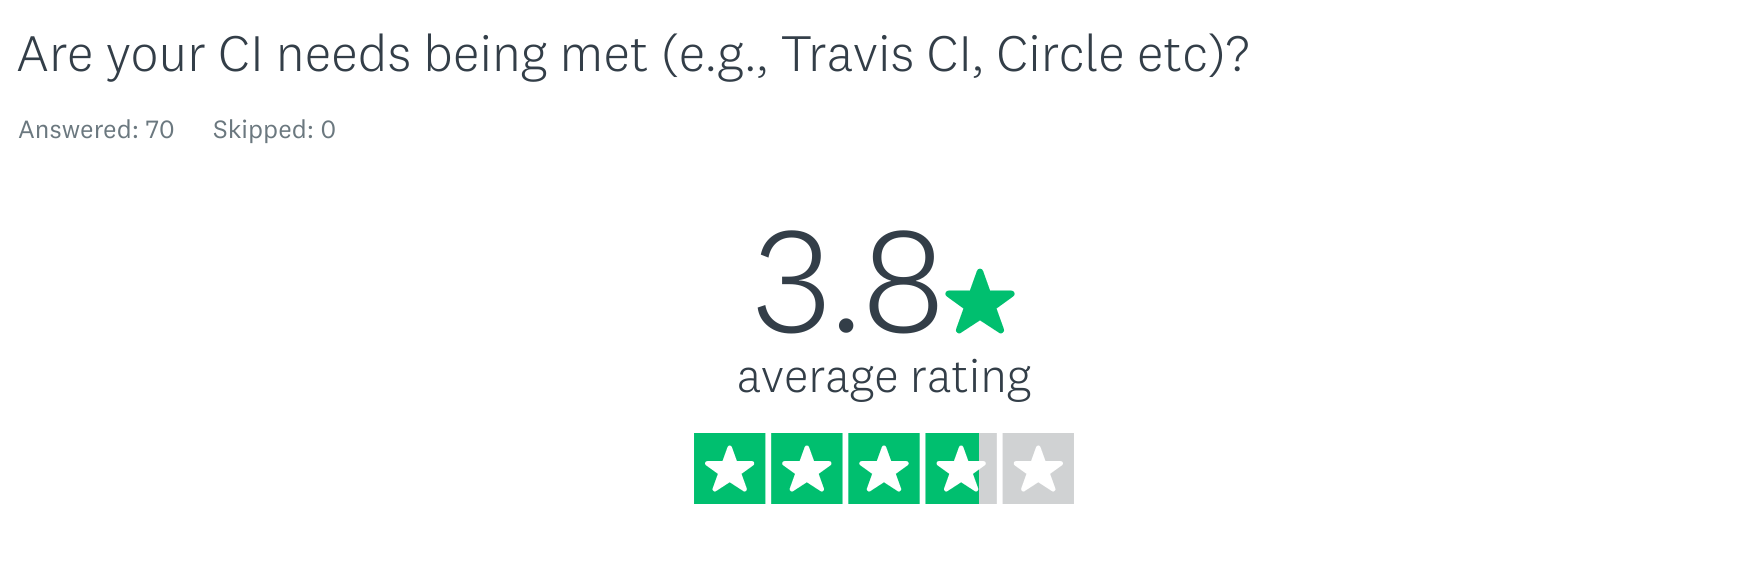 Are your CI needs being met (e.g., Travis CI, Circle etc)?
Answered: 70 Skipped: 0
3.8
average rating